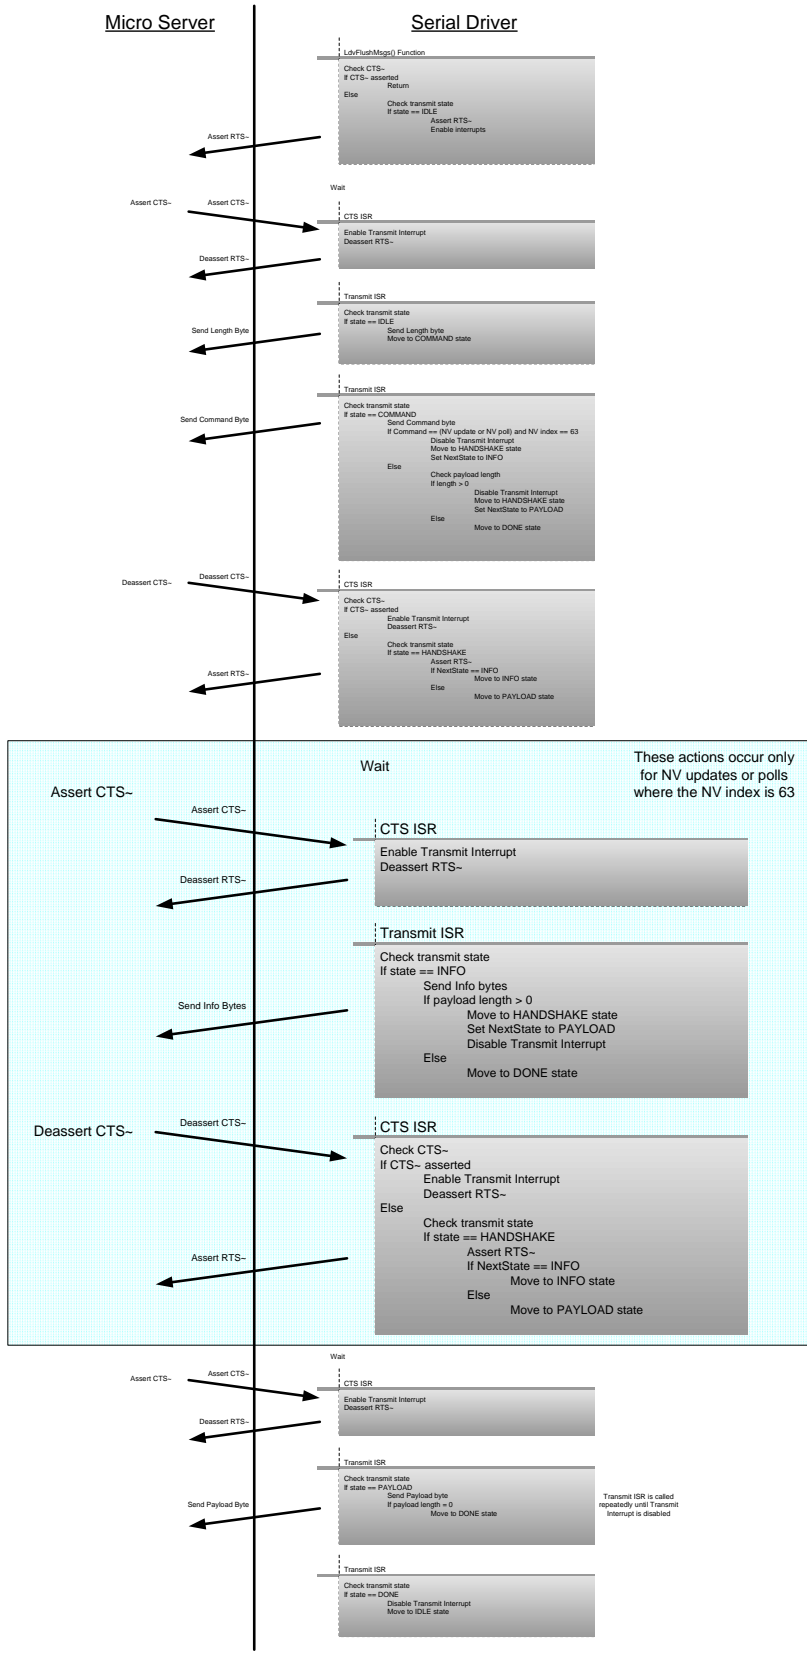 Micro Server
Serial Driver
LdvFlushMsgs() Function
Check CTS~
If CTS~ asserted
Return
Else
Check transmit state
If state == IDLE
Assert RTS~
Enable interrupts
Assert RTS~
Wait
Assert CTS~
Assert CTS~
CTS ISR
Enable Transmit Interrupt
Deassert RTS~
Deassert RTS~
Transmit ISR
Check transmit state
If state == IDLE
Send Length byte
Move to COMMAND state
Send Length Byte
Transmit ISR
Check transmit state
If state == COMMAND
Send Command byte
If Command == (NV update or NV poll) and NV index == 63
Disable Transmit Interrupt
Move to HANDSHAKE state
Set NextState to INFO
Else
Check payload length
If length > 0
Disable Transmit Interrupt
Move to HANDSHAKE state
Set NextState to PAYLOAD
Else
Move to DONE state
Send Command Byte
Deassert CTS~
Deassert CTS~
CTS ISR
Check CTS~
If CTS~ asserted
Enable Transmit Interrupt
Deassert RTS~
Else
Check transmit state
If state == HANDSHAKE
Assert RTS~
If NextState == INFO
Move to INFO state
Else
Move to PAYLOAD state
Assert RTS~
These actions occur only
for NV updates or polls
where the NV index is 63
Wait
Assert CTS~
Assert CTS~
CTS ISR
Enable Transmit Interrupt
Deassert RTS~
Deassert RTS~
Transmit ISR
Check transmit state
If state == INFO
Send Info bytes
If payload length > 0
Move to HANDSHAKE state
Set NextState to PAYLOAD
Disable Transmit Interrupt
Else
Move to DONE state
Send Info Bytes
Deassert CTS~
Deassert CTS~
CTS ISR
Check CTS~
If CTS~ asserted
Enable Transmit Interrupt
Deassert RTS~
Else
Check transmit state
If state == HANDSHAKE
Assert RTS~
If NextState == INFO
Move to INFO state
Else
Move to PAYLOAD state
Assert RTS~
Wait
Assert CTS~
Assert CTS~
CTS ISR
Enable Transmit Interrupt
Deassert RTS~
Deassert RTS~
Transmit ISR
Check transmit state
If state == PAYLOAD
Send Payload byte
If payload length = 0
Move to DONE state
Send Payload Byte
Transmit ISR is called
repeatedly until Transmit
Interrupt is disabled
Transmit ISR
Check transmit state
If state == DONE
Disable Transmit Interrupt
Move to IDLE state